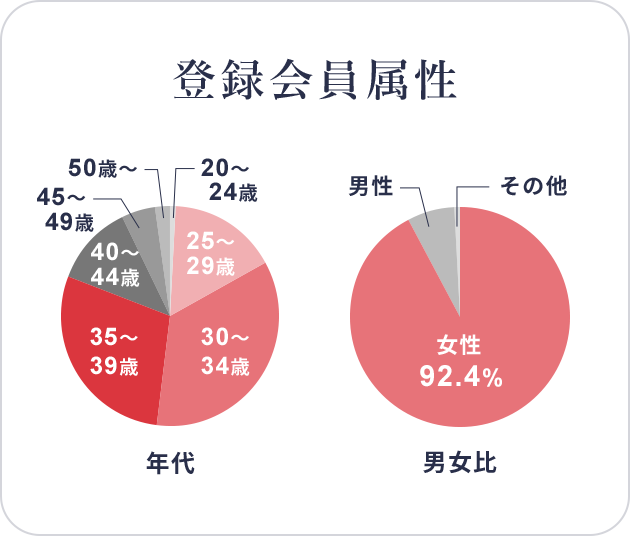 登録会員属性
50歳～
20～
24歳
45～
49歳
25～
29歳
40～
44歳
35～
39歳
30～
34歳
年代
男性
その他
女性
92.4%
男女比